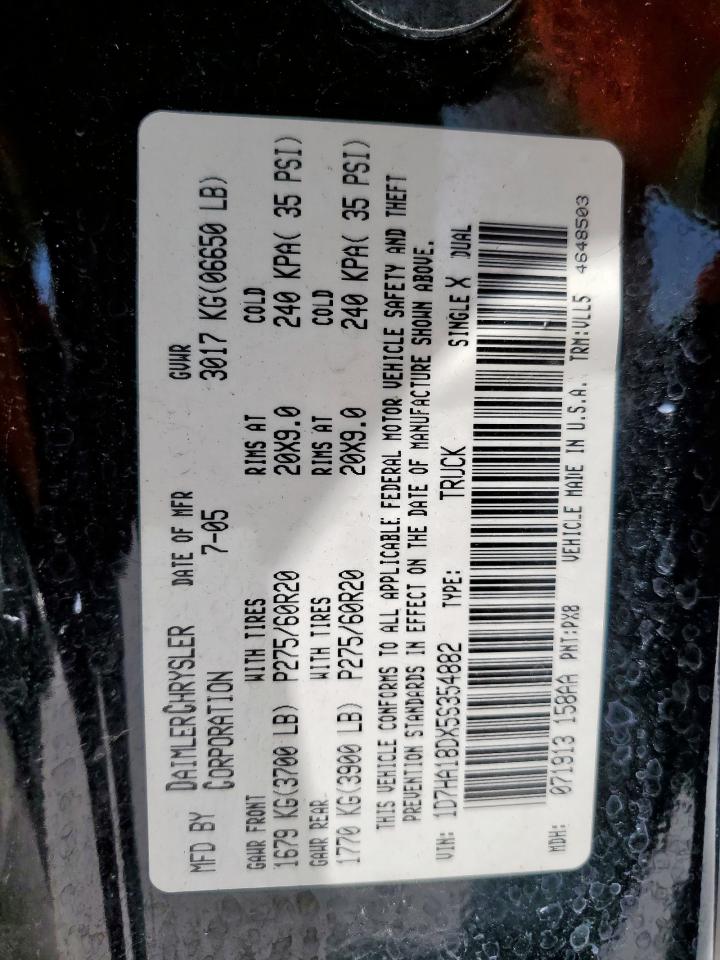 MFD BY DAIMLERCHRYSLER DATE OF MFR GVWR
CORPORATION 7-05 3017 KG(06650 LB)
GAWR FRONT WITH TIRES RIMS AT COLD
1679 KG(3700 LB) P275/60R20 20X9.0 240 KPA( 35 PSI)
GAWR REAR WITH TIRES RIMS AT COLD
1770 KG(3900 LB) P275/60R20 20X9.0 240 KPA( 35 PSI)
THIS VEHICLE CONFORMS TO ALL APPLICABLE FEDERAL MOTOR VEHICLE SAFETY AND THEFT
PREVENTION STANDARDS IN EFFECT ON THE DATE OF MANUFACTURE SHOWN ABOVE.
VIN: 1D7HA18DX5S354882 TYPE: TRUCK SINGLE X DUAL
MDH: 071913 158AA PNT:PX8 VEHICLE MADE IN U.S.A. TRM:VLL5 4648503